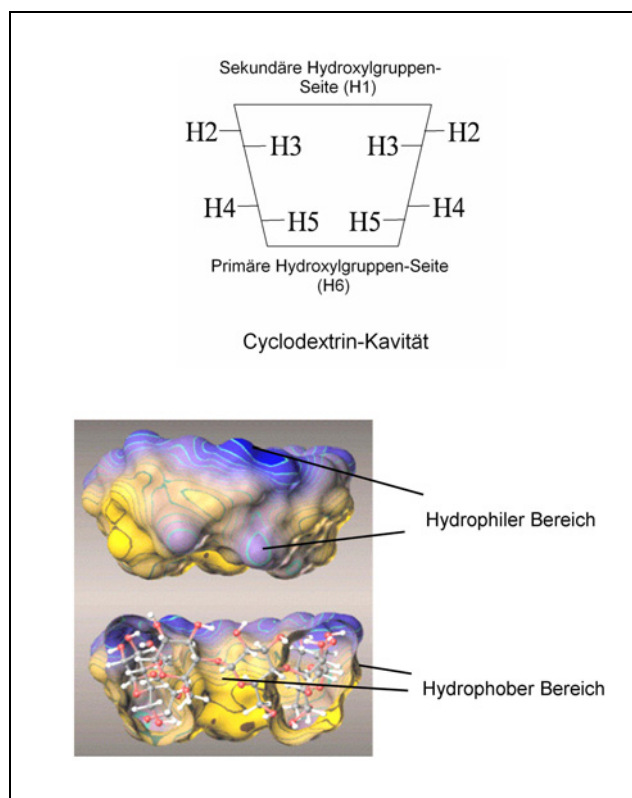 Sekundäre Hydroxylgruppen-
Seite (H1)
H2 H2
H3 H3
H4 H4
H5 H5
Primäre Hydroxylgruppen-Seite
(H6)
Cyclodextrin-Kavität
Hydrophiler Bereich
Hydrophober Bereich